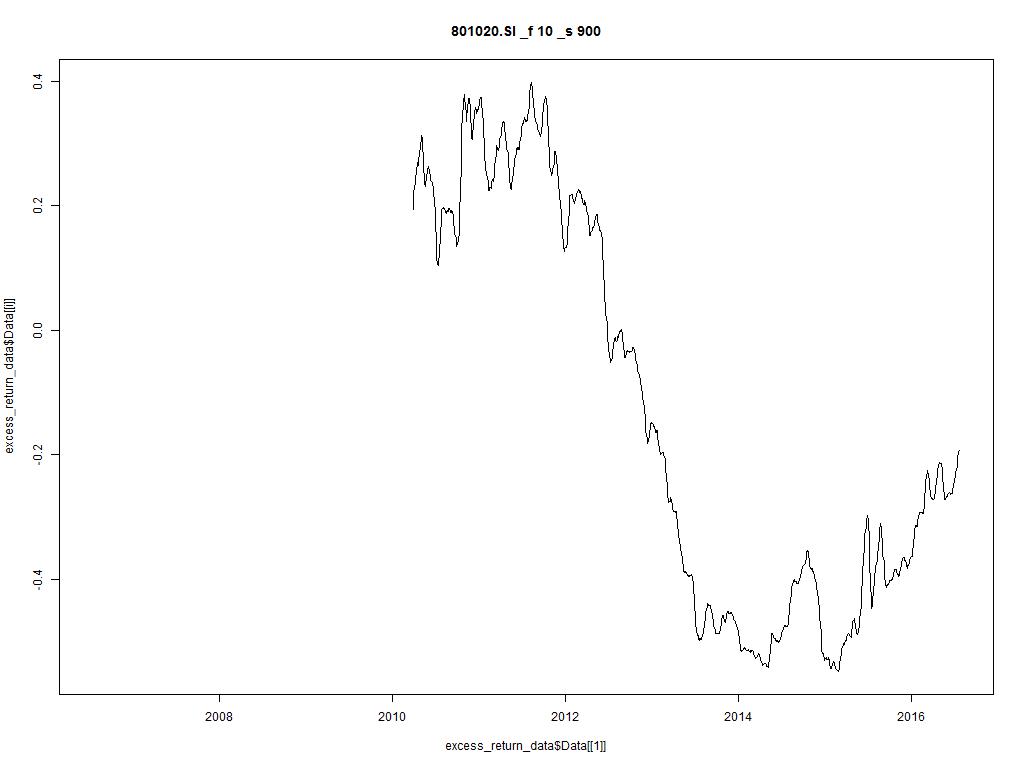 801020.SI _f 10 _s 900
excess_return_data$Data[[i]]
0.4
0.2
0.0
-0.2
-0.4
2008 2010 2012 2014 2016
excess_return_data$Data[[1]]